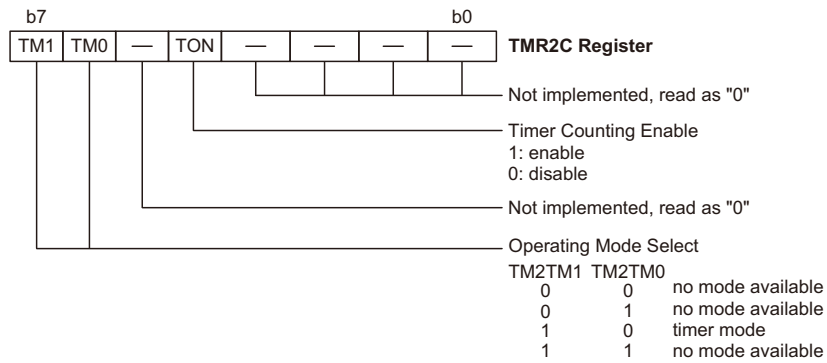 b7 b0
TM1 TM0 — TON — — — — TMR2C Register
Not implemented, read as "0"
Timer Counting Enable
1: enable
0: disable
Not implemented, read as "0"
Operating Mode Select
TM2TM1 TM2TM0
0 0 no mode available
0 1 no mode available
1 0 timer mode
1 1 no mode available